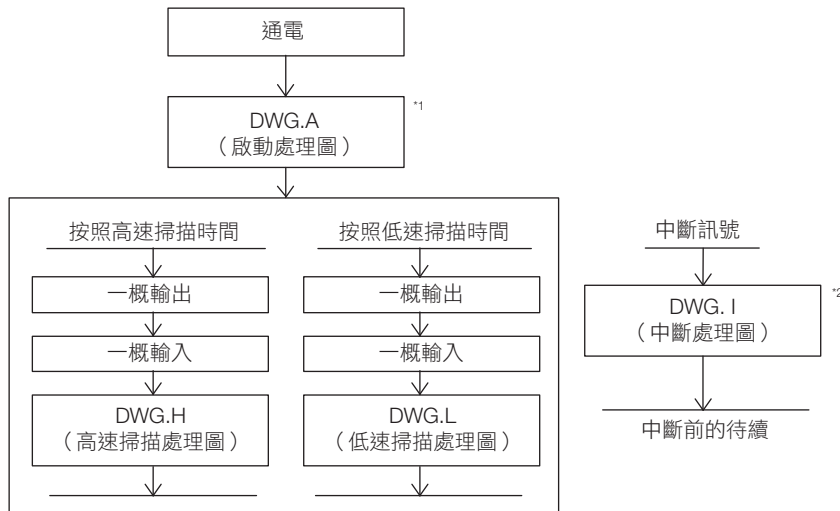 通電
DWG.A
*1
（啟動處理圖）
按照高速掃描時間
一概輸出
一概輸入
DWG.H
（高速掃描處理圖）
按照低速掃描時間
一概輸出
一概輸入
DWG.L
（低速掃描處理圖）
中斷訊號
DWG. I
*2
（中斷處理圖）
中斷前的待續